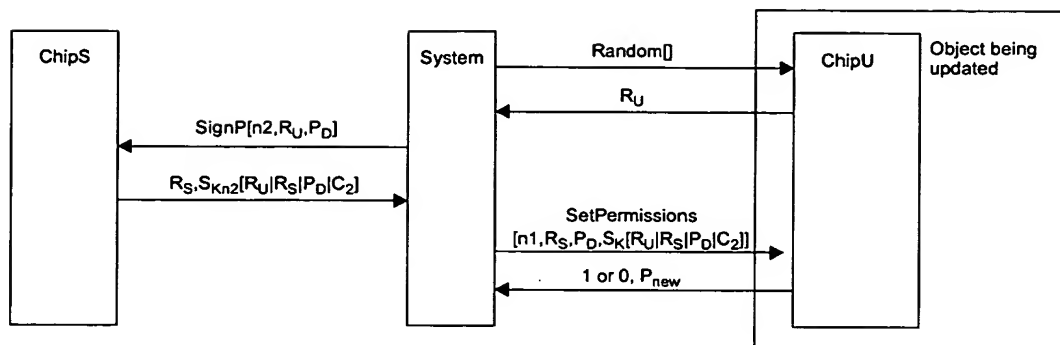 ChipS
System
Random[]
ChipU
Object being
updated
R_U
SignP[n2,R_U,P_D]
R_S,S_Kn2[R_U|R_S|P_D|C_2]
SetPermissions
[n1,R_S,P_D,S_K[R_U|R_S|P_D|C_2]]
1 or 0, P_new